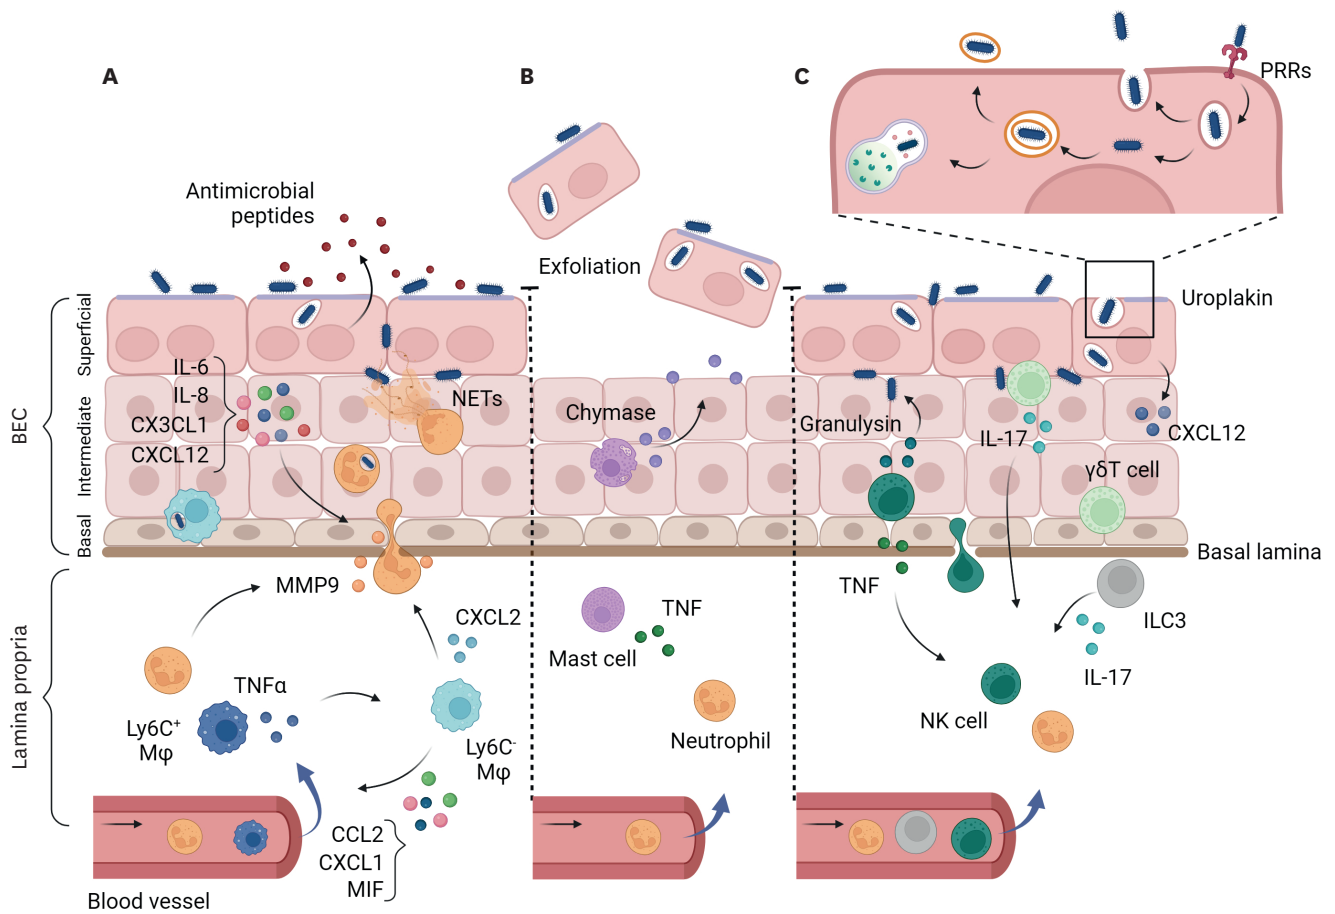 A
B
C
PRRs
Antimicrobial
peptides
Exfoliation
Uroplakin
Superficial
Intermediate
Basal
BEC
Lamina propria
IL-6
IL-8
CX3CL1
CXCL12
NETs
Chymase
Granulysin
IL-17
CXCL12
γδT cell
Basal lamina
MMP9
CXCL2
TNFα
Ly6C⁺
Mφ
Ly6C⁻
Mφ
CCL2
CXCL1
MIF
Blood vessel
TNF
Mast cell
Neutrophil
TNF
ILC3
IL-17
NK cell